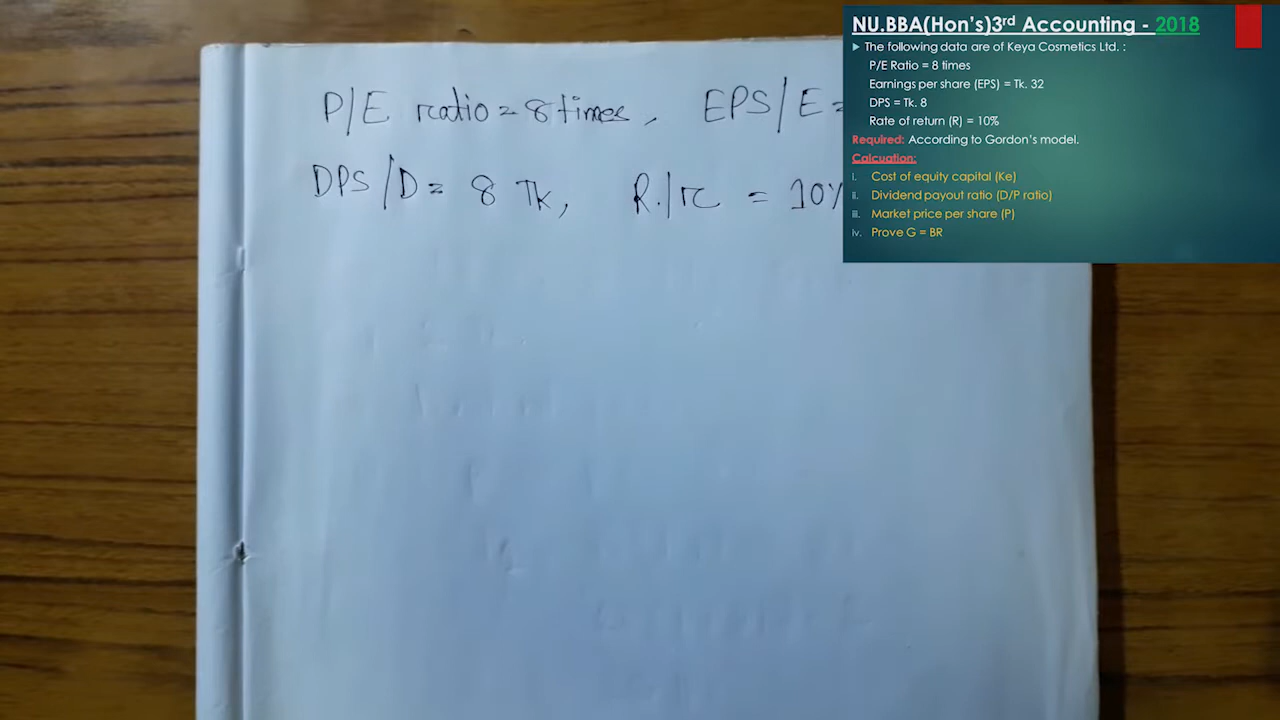 P/E ratio = 8 times, EPS/E =
DPS/D = 8 Tk, R./r = 10%
NU.BBA(Hon's)3rd Accounting - 2018
The following data are of Keya Cosmetics Ltd. :
P/E Ratio = 8 times
Earnings per share (EPS) = Tk. 32
DPS = Tk. 8
Rate of return (R) = 10%
Required: According to Gordon's model.
Calcuation:
i. Cost of equity capital (Ke)
ii. Dividend payout ratio (D/P ratio)
iii. Market price per share (P)
iv. Prove G = BR